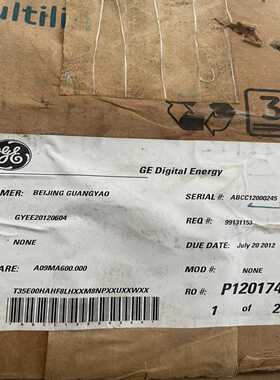 ultili
GE Digital Energy
MER: BEIJING GUANGYAO
SERIAL #: ABCC12000245
GYEE20120604
REQ #: 99131153
NONE
DUE DATE: July 20 2012
ARE: A09MA600.000
MOD #: NONE
T35E00HAHF8LHXXM8NPXXUXXWXX
RO #: P120174
1 of 2